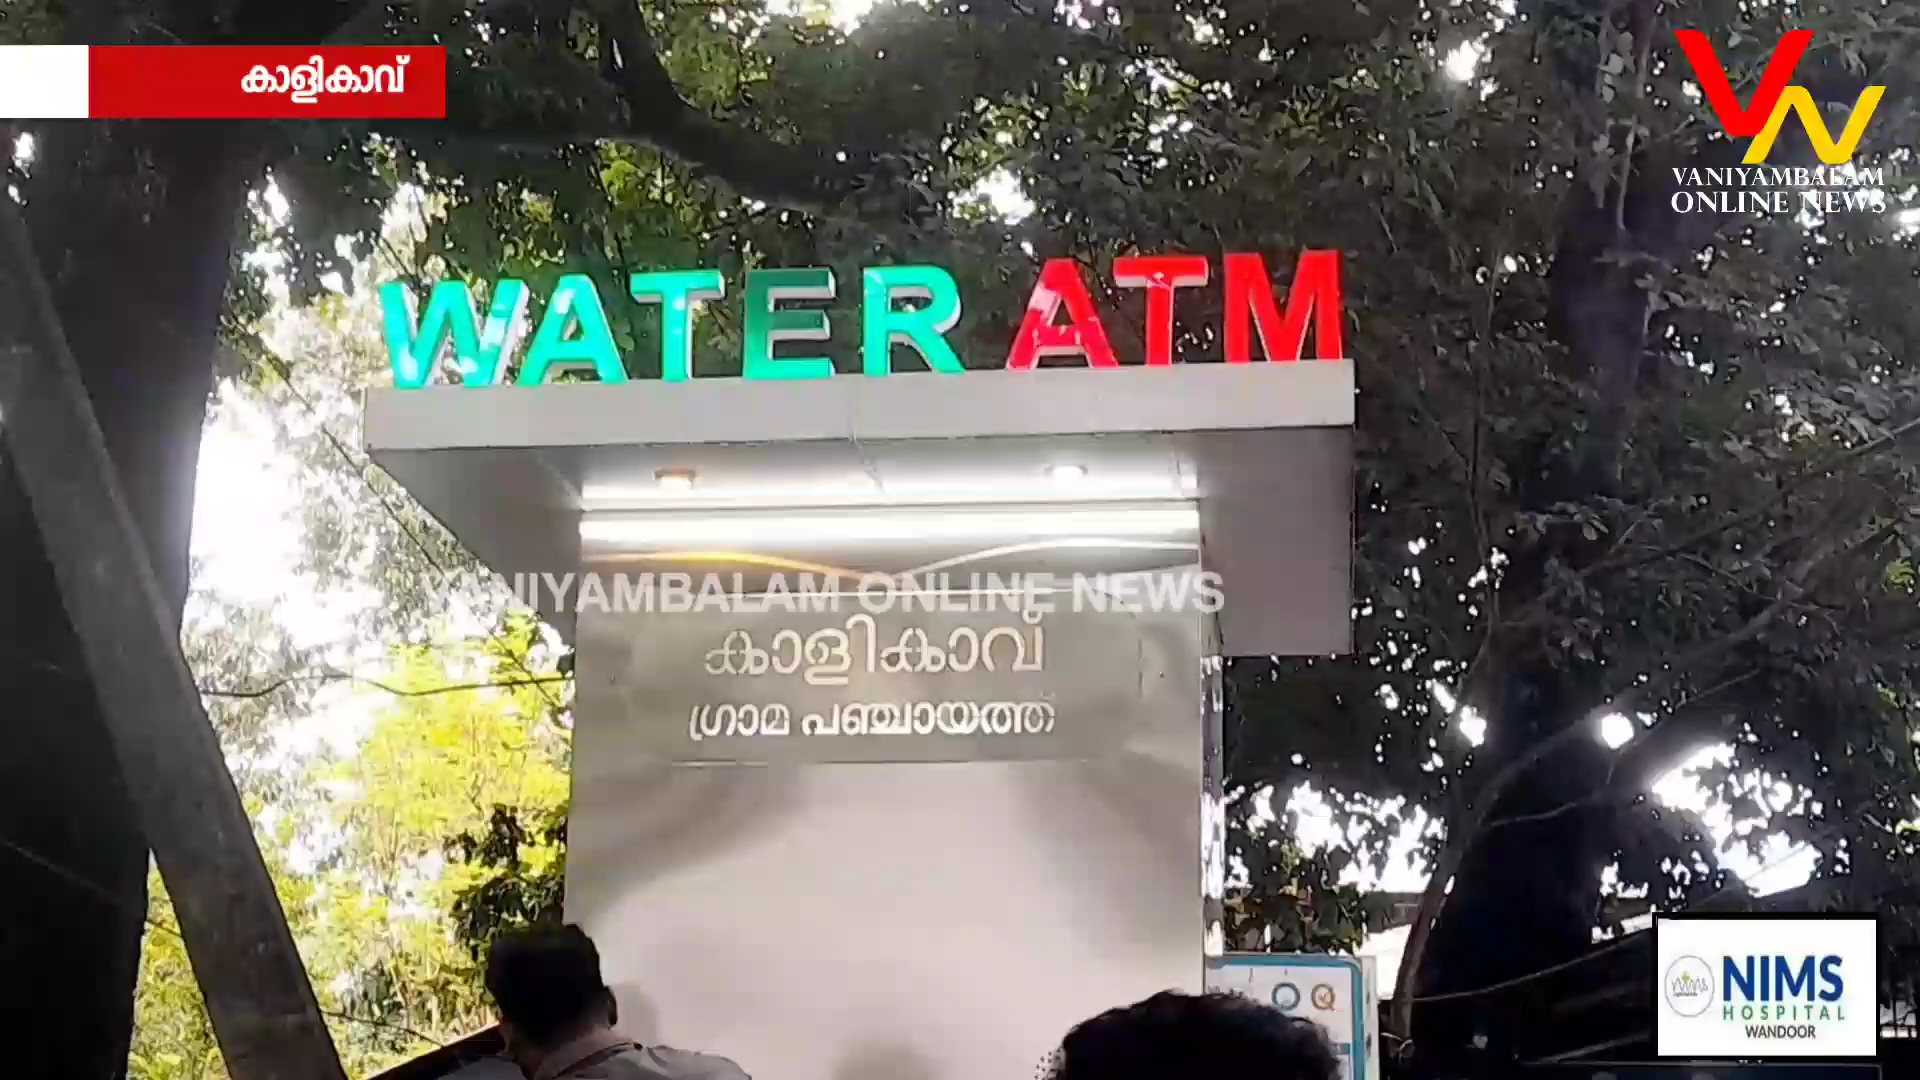 കാളികാവ്
VANIYAMBALAM
ONLINE NEWS
WATER ATM
VANIYAMBALAM ONLINE NEWS
കാളികാവ്
ഗ്രാമ പഞ്ചായത്ത്
NIMS
HOSPITAL
WANDOOR